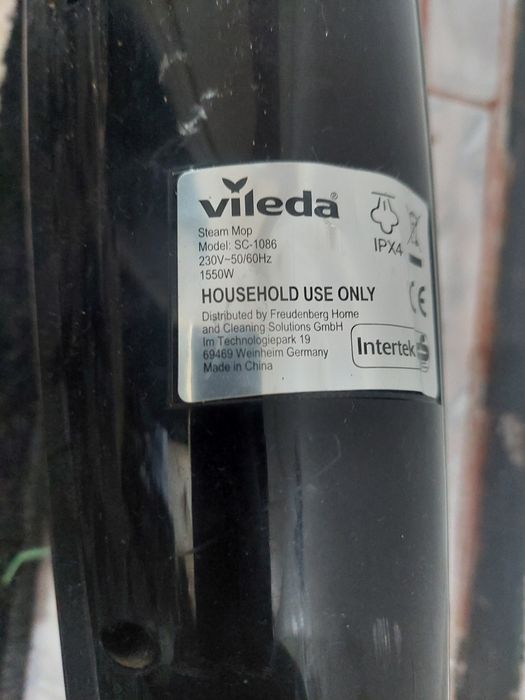 vileda®
Steam Mop
Model: SC-1086
230V~50/60Hz
1550W
IPX4
HOUSEHOLD USE ONLY
CE
Distributed by Freudenberg Home
and Cleaning Solutions GmbH
Im Technologiepark 19
69469 Weinheim Germany
Made in China
Intertek